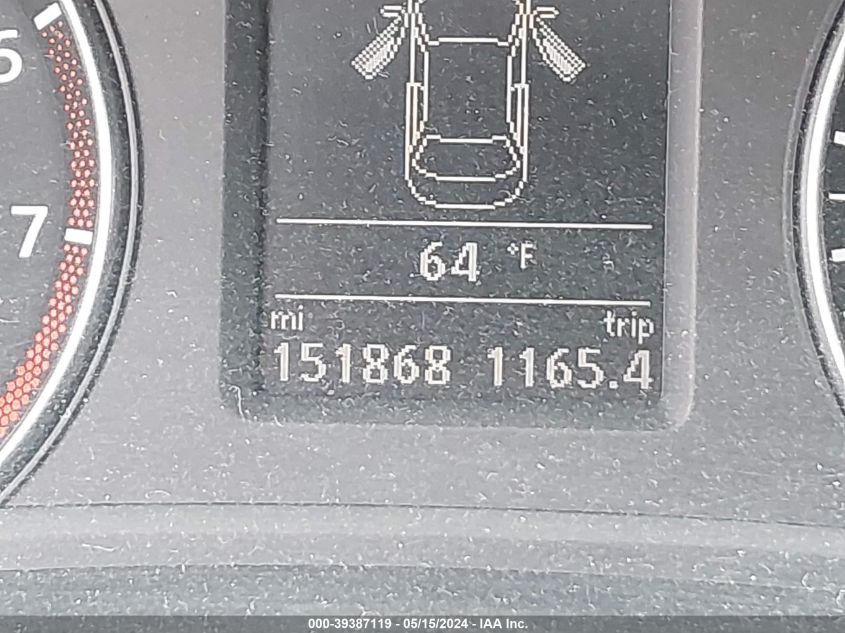 6
7
64 °F
mi trip
151868 1165.4
000-39387119 - 05/15/2024 - IAA Inc.